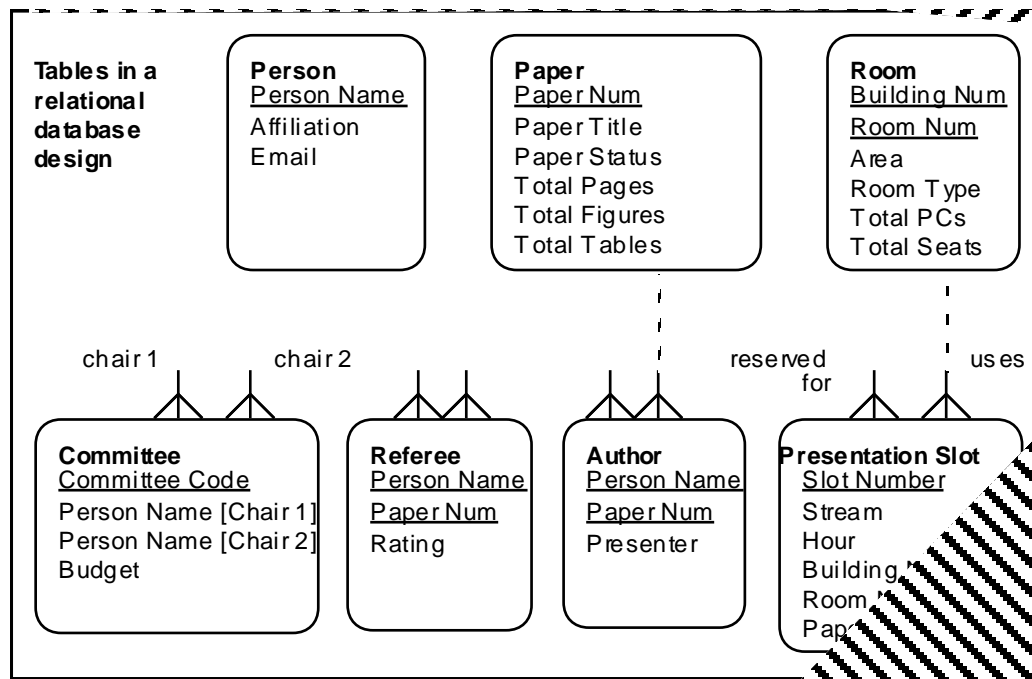 Tables in a
relational
database
design
Person
Person Name
Affiliation
Email
Paper
Paper Num
Paper Title
Paper Status
Total Pages
Total Figures
Total Tables
Room
Building Num
Room Num
Area
Room Type
Total PCs
Total Seats
chair 1
chair 2
reserved
for
uses
Committee
Committee Code
Person Name [Chair 1]
Person Name [Chair 2]
Budget
Referee
Person Name
Paper Num
Rating
Author
Person Name
Paper Num
Presenter
Presentation Slot
Slot Number
Stream
Hour
Building
Room